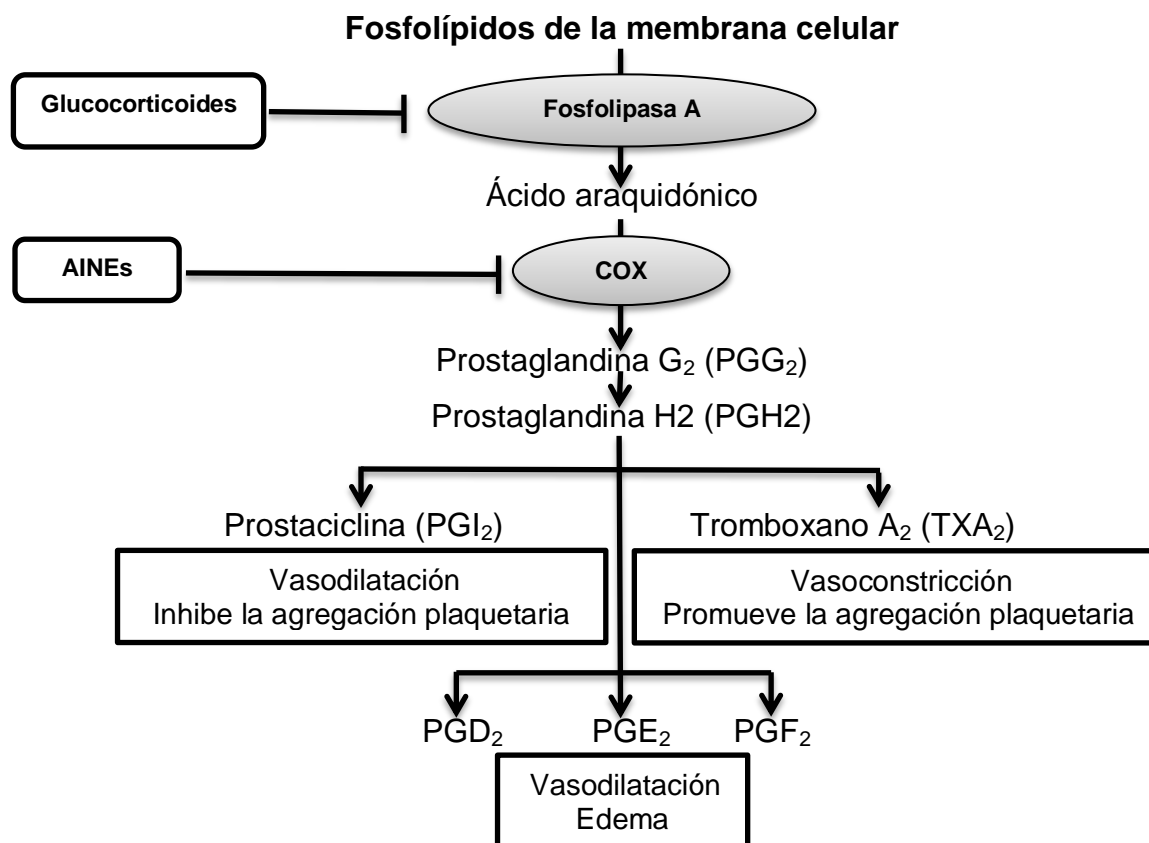 Fosfolípidos de la membrana celular
Glucocorticoides
Fosfolipasa A
Ácido araquidónico
AINEs
COX
Prostaglandina G₂ (PGG₂)
Prostaglandina H2 (PGH2)
Prostaciclina (PGI₂)
Tromboxano A₂ (TXA₂)
Vasodilatación
Inhibe la agregación plaquetaria
Vasoconstricción
Promueve la agregación plaquetaria
PGD₂
PGE₂
PGF₂
Vasodilatación
Edema